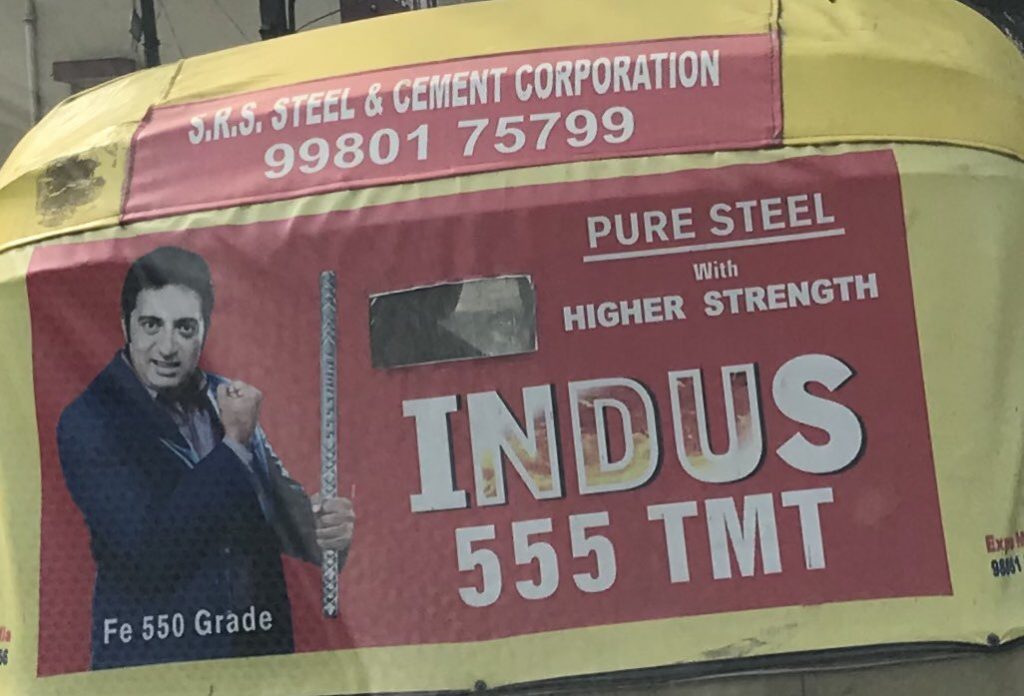 S.R.S. STEEL & CEMENT CORPORATION
99801 75799
PURE STEEL
With
HIGHER STRENGTH
INDUS
555 TMT
Fe 550 Grade